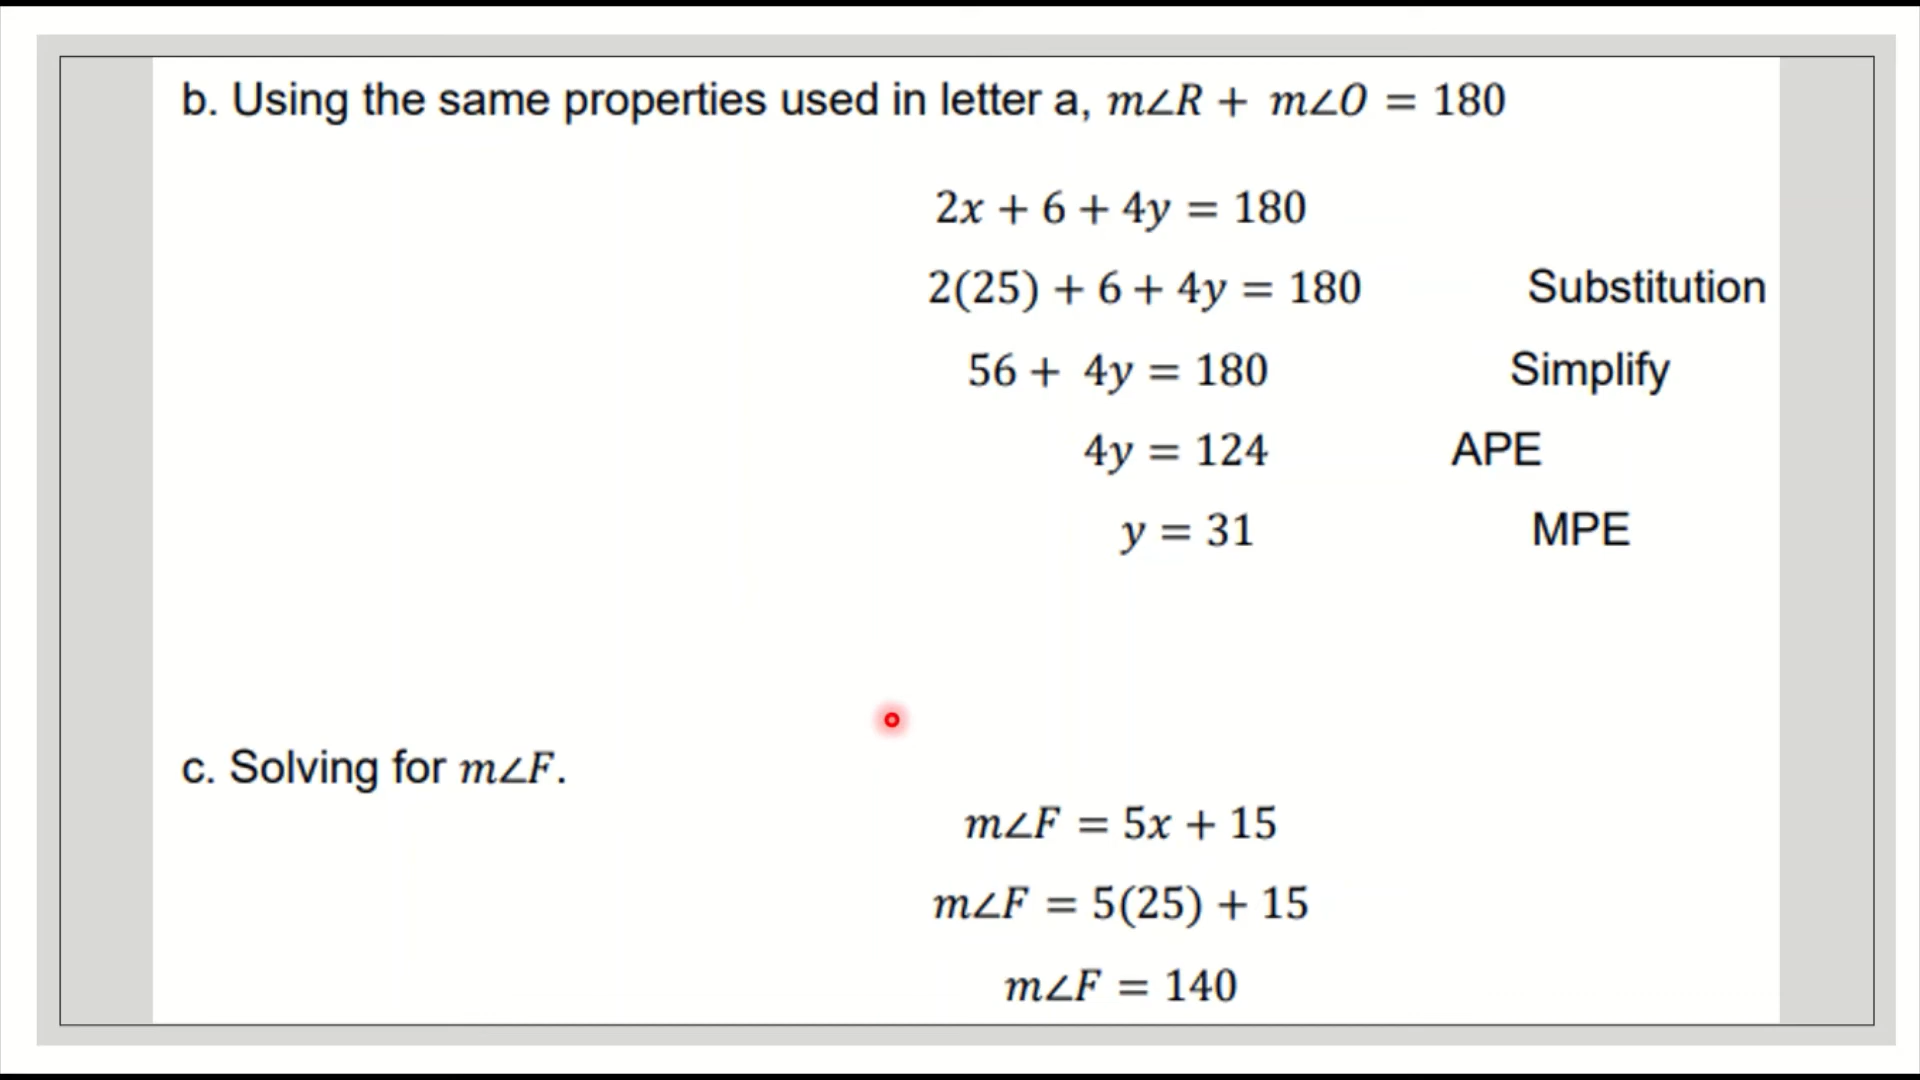 b. Using the same properties used in letter a, m∠R + m∠O = 180
2x + 6 + 4y = 180
2(25) + 6 + 4y = 180 Substitution
56 + 4y = 180 Simplify
4y = 124 APE
y = 31 MPE
c. Solving for m∠F.
m∠F = 5x + 15
m∠F = 5(25) + 15
m∠F = 140